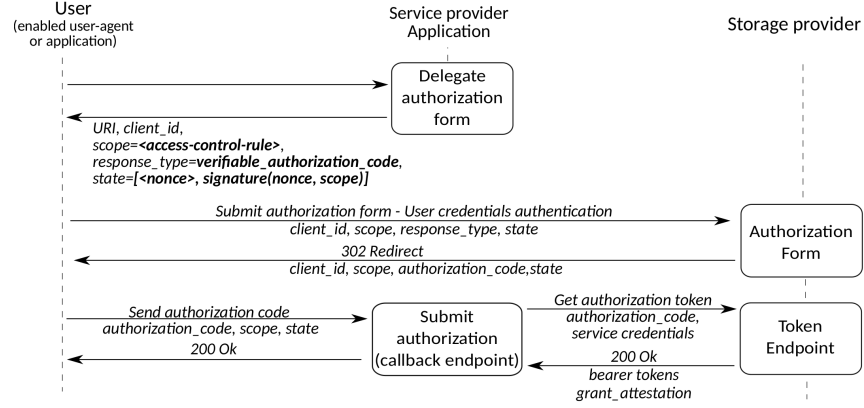 User
(enabled user-agent
or application)
Service provider
Application
Storage provider
Delegate
authorization
form
URI, client_id,
scope=<access-control-rule>,
response_type=verifiable_authorization_code,
state=[<nonce>, signature(nonce, scope)]
Submit authorization form - User credentials authentication
client_id, scope, response_type, state
Authorization
Form
302 Redirect
client_id, scope, authorization_code,state
Send authorization code
authorization_code, scope, state
200 Ok
Submit
authorization
(callback endpoint)
Get authorization token
authorization_code,
service credentials
200 Ok
bearer tokens
grant_attestation
Token
Endpoint